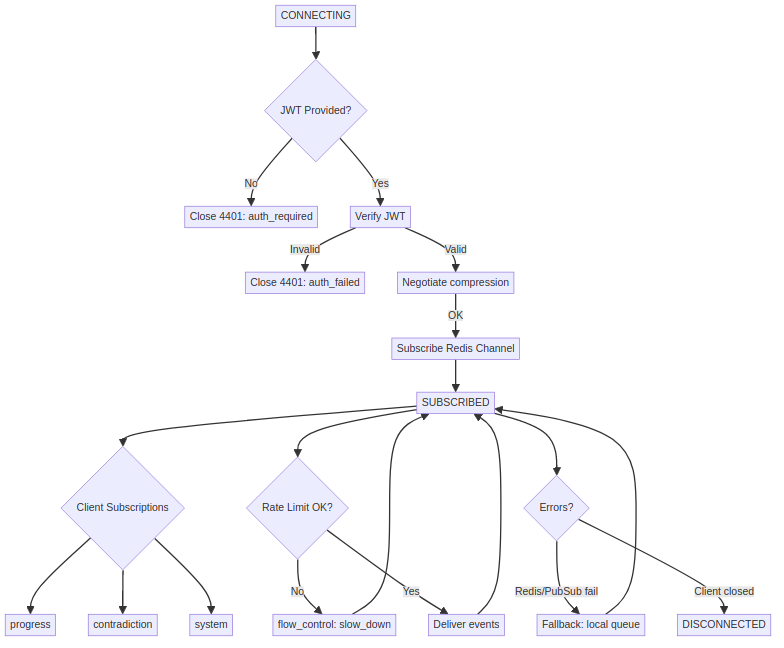 CONNECTING
JWT Provided?
No
Yes
Close 4401: auth_required
Verify JWT
Invalid
Valid
Close 4401: auth_failed
Negotiate compression
OK
Subscribe Redis Channel
SUBSCRIBED
Client Subscriptions
Rate Limit OK?
Errors?
No
Yes
Redis/PubSub fail
Client closed
progress
contradiction
system
flow_control: slow_down
Deliver events
Fallback: local queue
DISCONNECTED